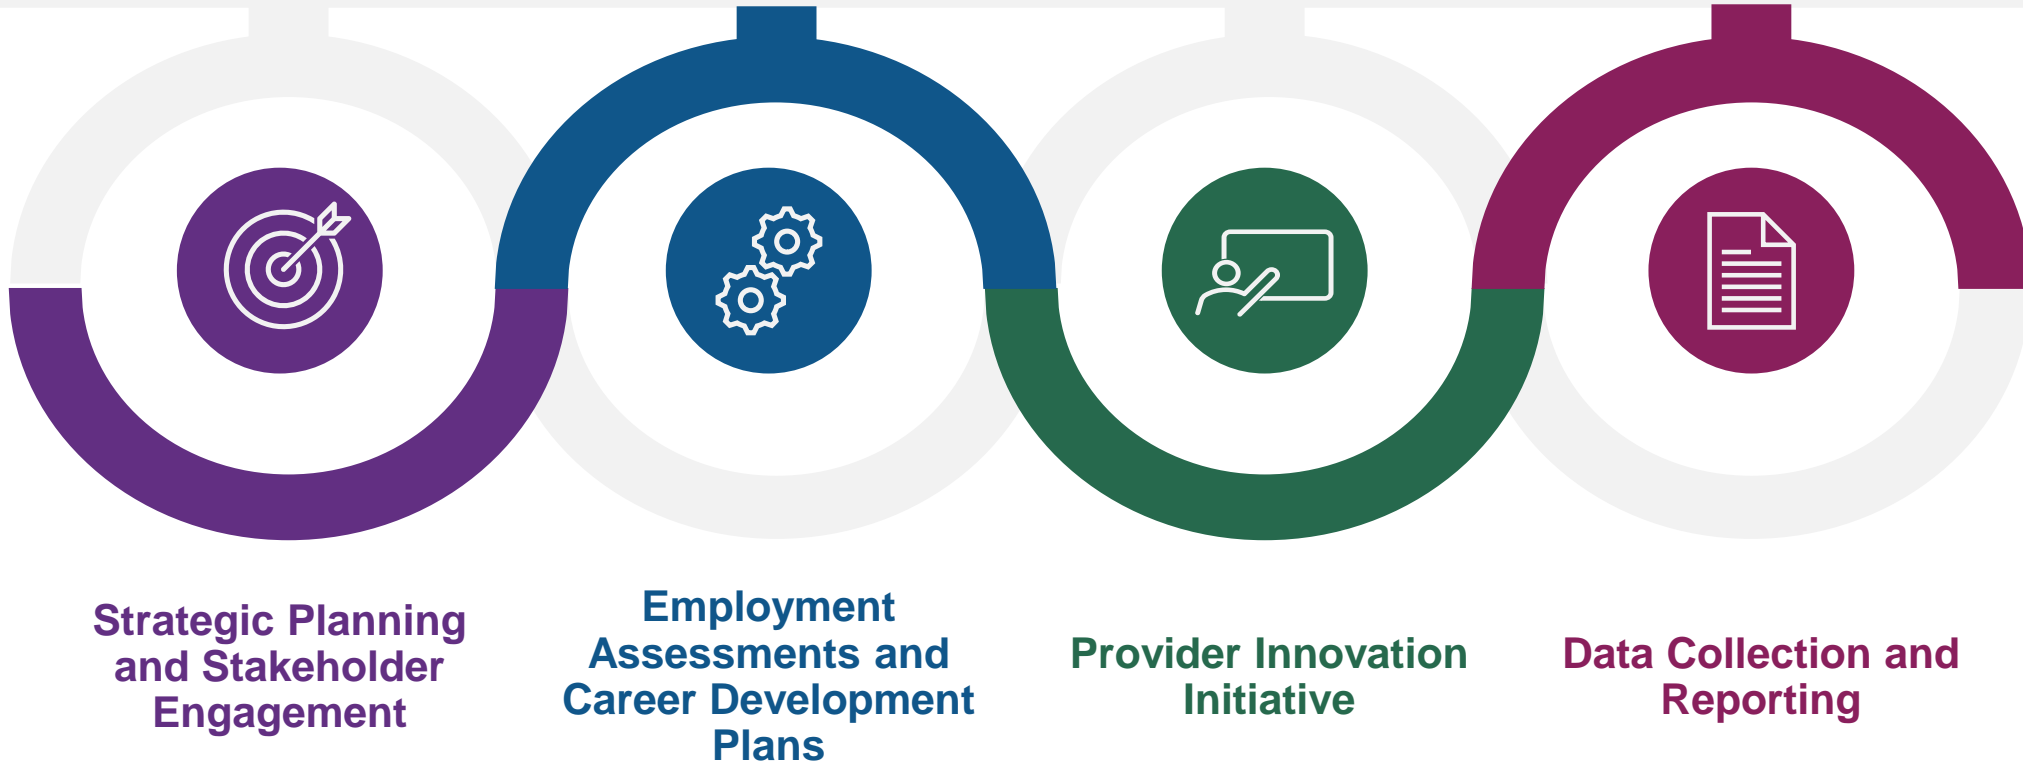 Strategic Planning
and Stakeholder
Engagement
Employment
Assessments and
Career Development
Plans
Provider Innovation
Initiative
Data Collection and
Reporting